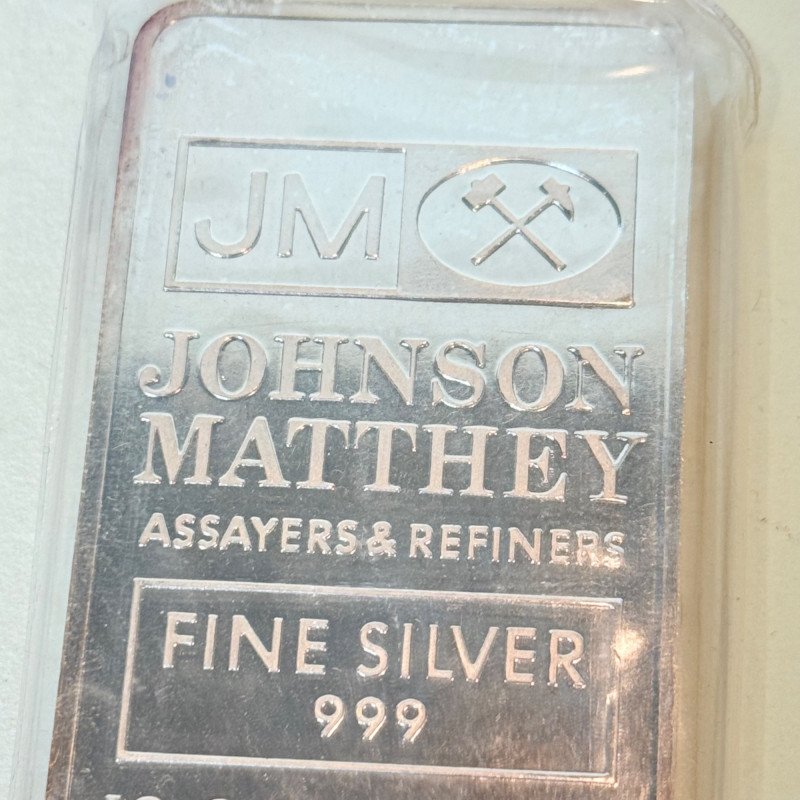 JM
JOHNSON
MATTHEY
ASSAYERS & REFINERS
FINE SILVER
999